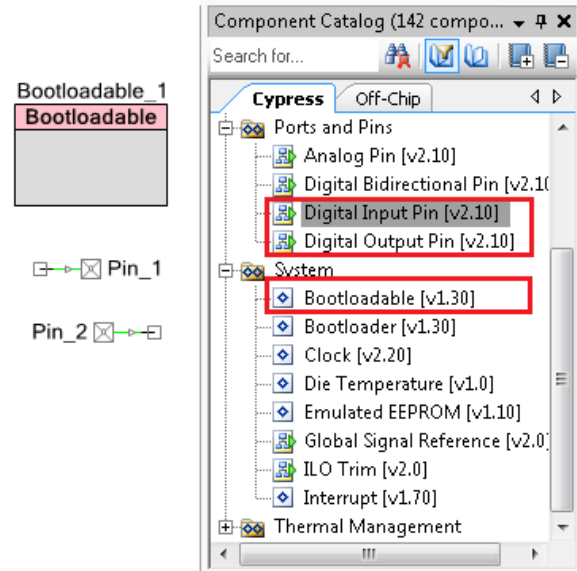 Bootloadable_1
Bootloadable
Pin_1
Pin_2
Component Catalog (142 compo...
Search for...
Cypress
Off-Chip
Ports and Pins
Analog Pin [v2.10]
Digital Bidirectional Pin [v2.10
Digital Input Pin [v2.10]
Digital Output Pin [v2.10]
System
Bootloadable [v1.30]
Bootloader [v1.30]
Clock [v2.20]
Die Temperature [v1.0]
Emulated EEPROM [v1.10]
Global Signal Reference [v2.0]
ILO Trim [v2.0]
Interrupt [v1.70]
Thermal Management